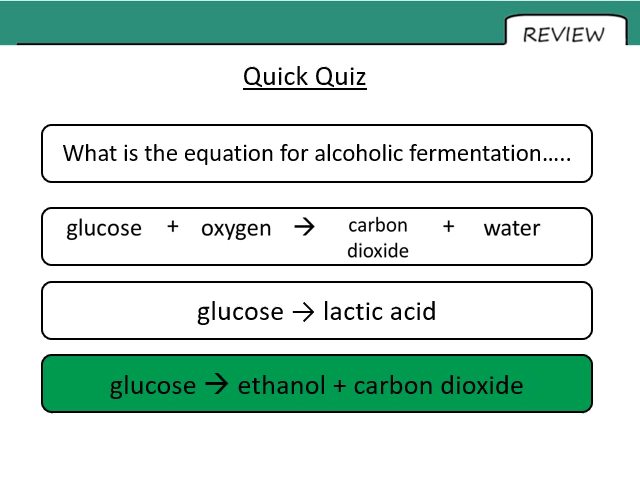 REVIEW
Quick Quiz
What is the equation for alcoholic fermentation…..
glucose + oxygen → carbon dioxide + water
glucose → lactic acid
glucose → ethanol + carbon dioxide